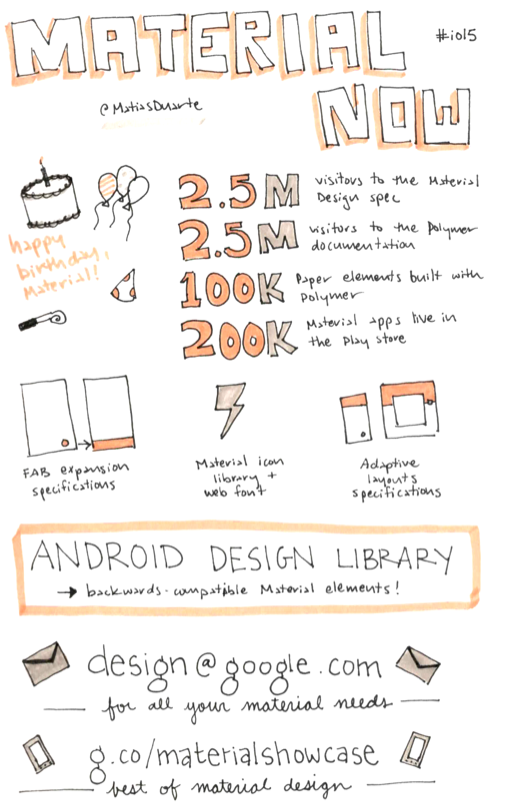 MATERIAL
#io15
NOW
@MatiasDuarte
happy
birthday,
Material!
2.5M visitors to the Material
Design spec
2.5M visitors to the Polymer
documentation
100K Paper elements built with
Polymer
200K Material apps live in
the Play store
FAB expansion
specifications
Material icon
library +
web font
Adaptive
layouts
specifications
ANDROID DESIGN LIBRARY
→ backwards-compatible Material elements!
design@google.com
for all your material needs
g.co/materialshowcase
best of material design